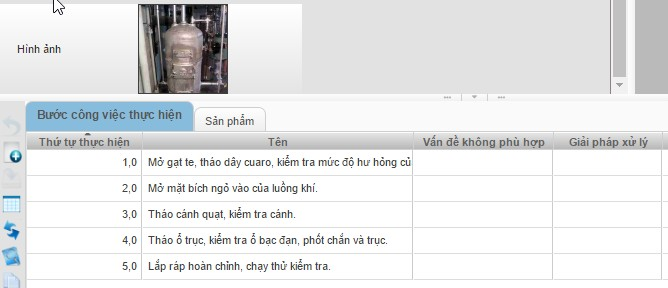 Hình ảnh
Bước công việc thực hiện
Sản phẩm
Thứ tự thực hiện Tên Vấn đề không phù hợp Giải pháp xử lý
1,0 Mở gạt te, tháo dây cuaro, kiểm tra mức độ hư hỏng củ
2,0 Mở mặt bích ngỏ vào của luồng khí.
3,0 Tháo cánh quạt, kiểm tra cánh.
4,0 Tháo ổ trục, kiểm tra ổ bạc đạn, phốt chắn và trục.
5,0 Lắp ráp hoàn chỉnh, chạy thử kiểm tra.